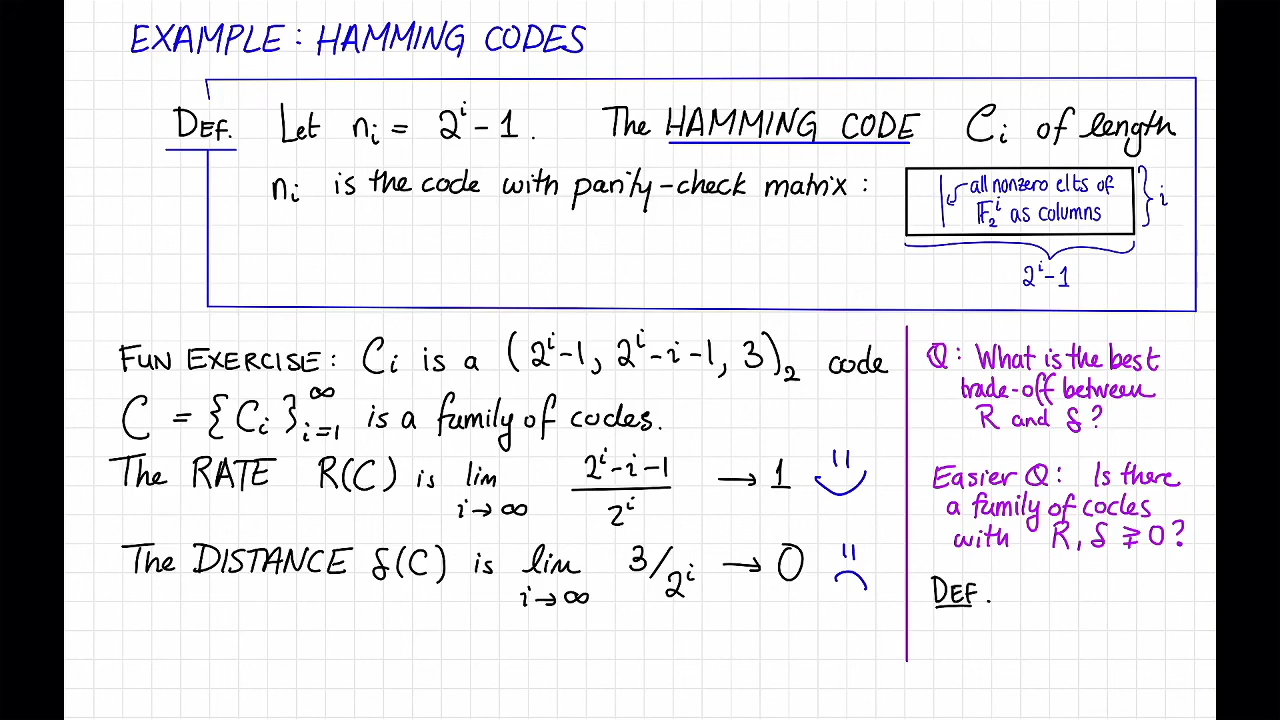 EXAMPLE: HAMMING CODES
DEF. Let nᵢ = 2ⁱ - 1. The HAMMING CODE Cᵢ of length
nᵢ is the code with parity-check matrix:
all nonzero elts of
𝔽₂ⁱ as columns
i
2ⁱ-1
FUN EXERCISE: Cᵢ is a (2ⁱ-1, 2ⁱ-i-1, 3)₂ code
C = {Cᵢ}ᵢ₌₁^∞ is a family of codes.
The RATE R(C) is lim i→∞ (2ⁱ-i-1)/2ⁱ → 1
The DISTANCE δ(C) is lim i→∞ 3/2ⁱ → 0
Q: What is the best
trade-off between
R and δ?
Easier Q: Is there
a family of codes
with R, δ ≩ 0?
DEF.